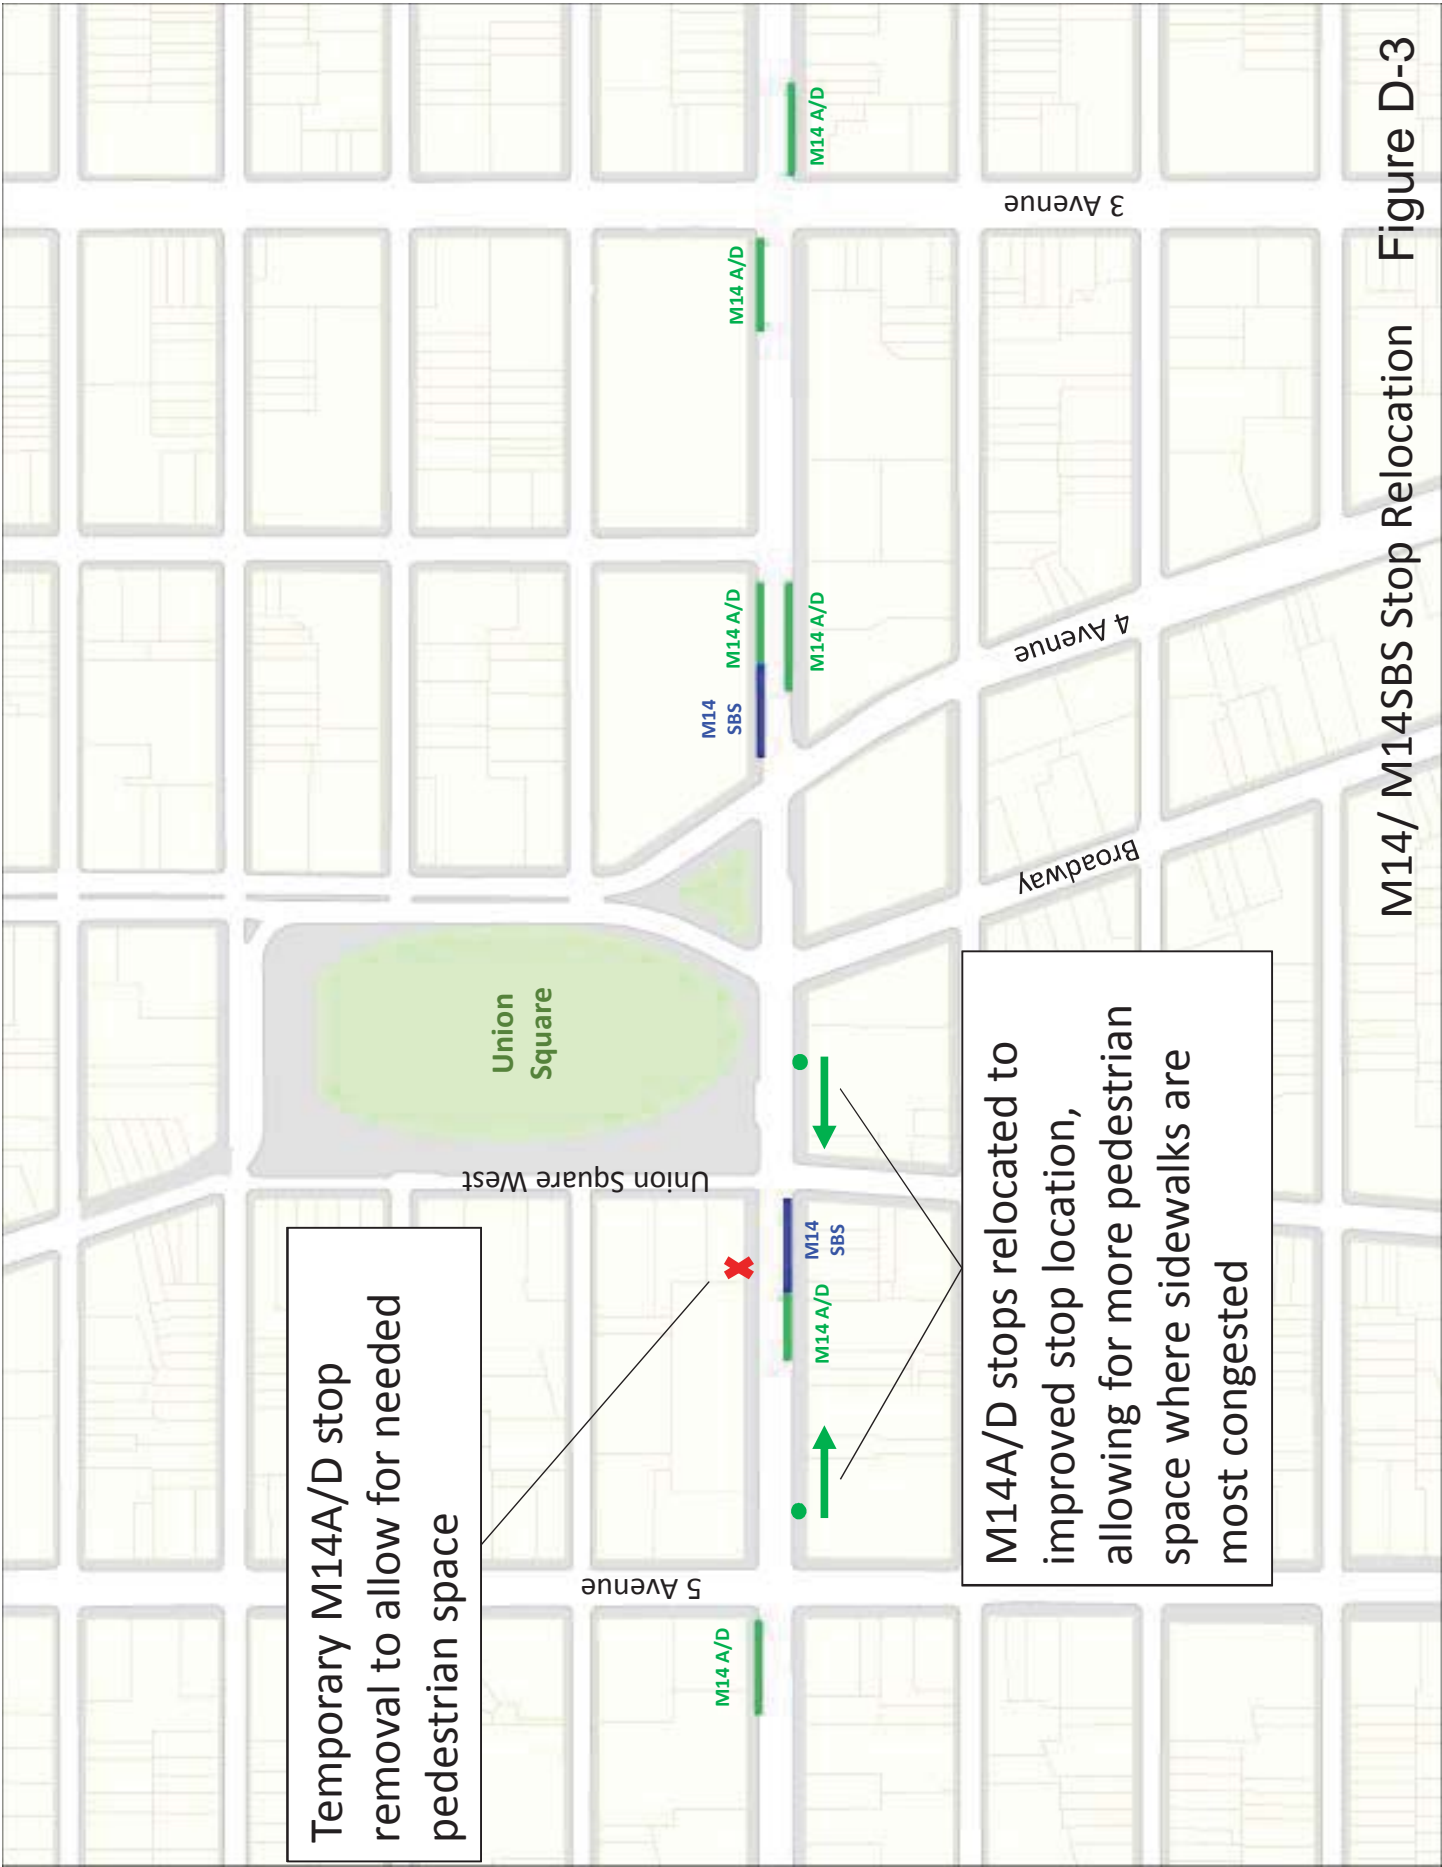 Temporary M14A/D stop
removal to allow for needed
pedestrian space
M14 A/D
5 Avenue
Union Square West
Union
Square
M14
SBS
M14 A/D
M14 A/D
M14 A/D
M14 A/D
M14 A/D
M14
SBS
M14 A/D
3 Avenue
4 Avenue
Broadway
M14A/D stops relocated to
improved stop location,
allowing for more pedestrian
space where sidewalks are
most congested
M14/ M14SBS Stop Relocation Figure D-3